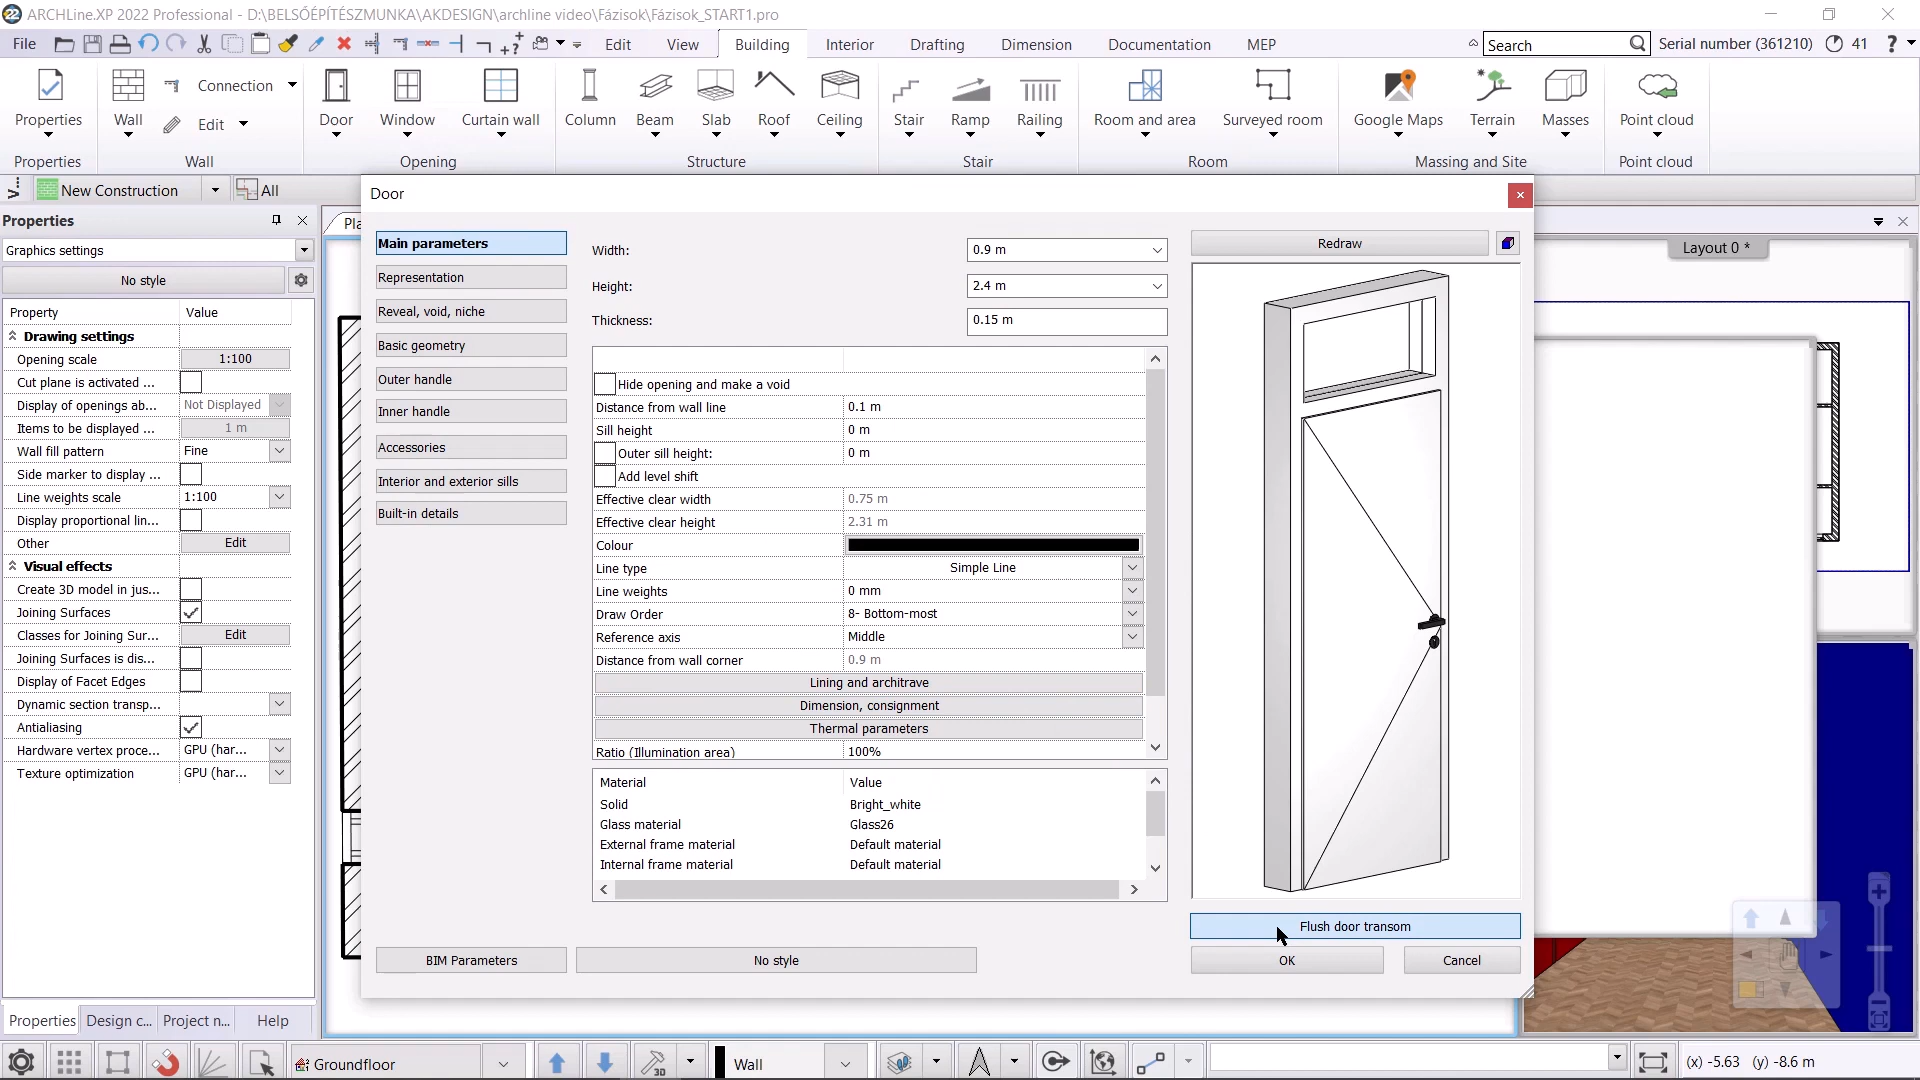 ARCHLine.XP 2022 Professional - D:\BELSŐÉPÍTÉSZMUNKA\AKDESIGN\archline video\Fázisok\Fázisok_START1.pro
File Edit View Building Interior Drafting Dimension Documentation MEP Search Serial number (361210) 41 ?
Properties Wall Connection Edit Door Window Curtain wall Column Beam Slab Roof Ceiling Stair Ramp Railing Room and area Surveyed room Google Maps Terrain Masses Point cloud
Properties Wall Opening Structure Stair Room Massing and Site Point cloud
New Construction All
Properties
Graphics settings
No style
Property Value
Drawing settings
Opening scale 1:100
Cut plane is activated ...
Display of openings ab... Not Displayed
Items to be displayed ... 1 m
Wall fill pattern Fine
Side marker to display ...
Line weights scale 1:100
Display proportional lin...
Other Edit
Visual effects
Create 3D model in jus...
Joining Surfaces
Classes for Joining Sur... Edit
Joining Surfaces is dis...
Display of Facet Edges
Dynamic section transp...
Antialiasing
Hardware vertex proce... GPU (har...
Texture optimization GPU (har...
Properties Design c... Project n... Help
Pla
Layout 0 *
Door
Main parameters
Representation
Reveal, void, niche
Basic geometry
Outer handle
Inner handle
Accessories
Interior and exterior sills
Built-in details
BIM Parameters
Width: 0.9 m
Height: 2.4 m
Thickness: 0.15 m
Hide opening and make a void
Distance from wall line 0.1 m
Sill height 0 m
Outer sill height: 0 m
Add level shift
Effective clear width 0.75 m
Effective clear height 2.31 m
Colour
Line type Simple Line
Line weights 0 mm
Draw Order 8- Bottom-most
Reference axis Middle
Distance from wall corner 0.9 m
Lining and architrave
Dimension, consignment
Thermal parameters
Ratio (Illumination area) 100%
Material Value
Solid Bright_white
Glass material Glass26
External frame material Default material
Internal frame material Default material
No style
Redraw
Flush door transom
OK Cancel
Groundfloor 3D Wall (x) -5.63 (y) -8.6 m